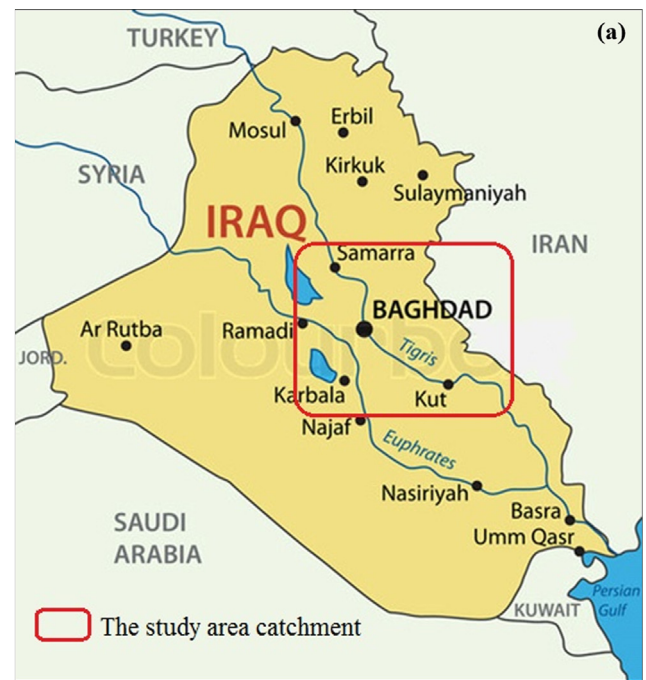 (a)
TURKEY
Erbil
Mosul
Kirkuk
SYRIA
Sulaymaniyah
IRAQ
IRAN
Samarra
BAGHDAD
Ar Rutba
Ramadi
Tigris
JORD.
Colourbox
Karbala
Kut
Najaf
Euphrates
Nasiriyah
Basra
SAUDI
ARABIA
Umm Qasr
Persian
Gulf
KUWAIT
The study area catchment